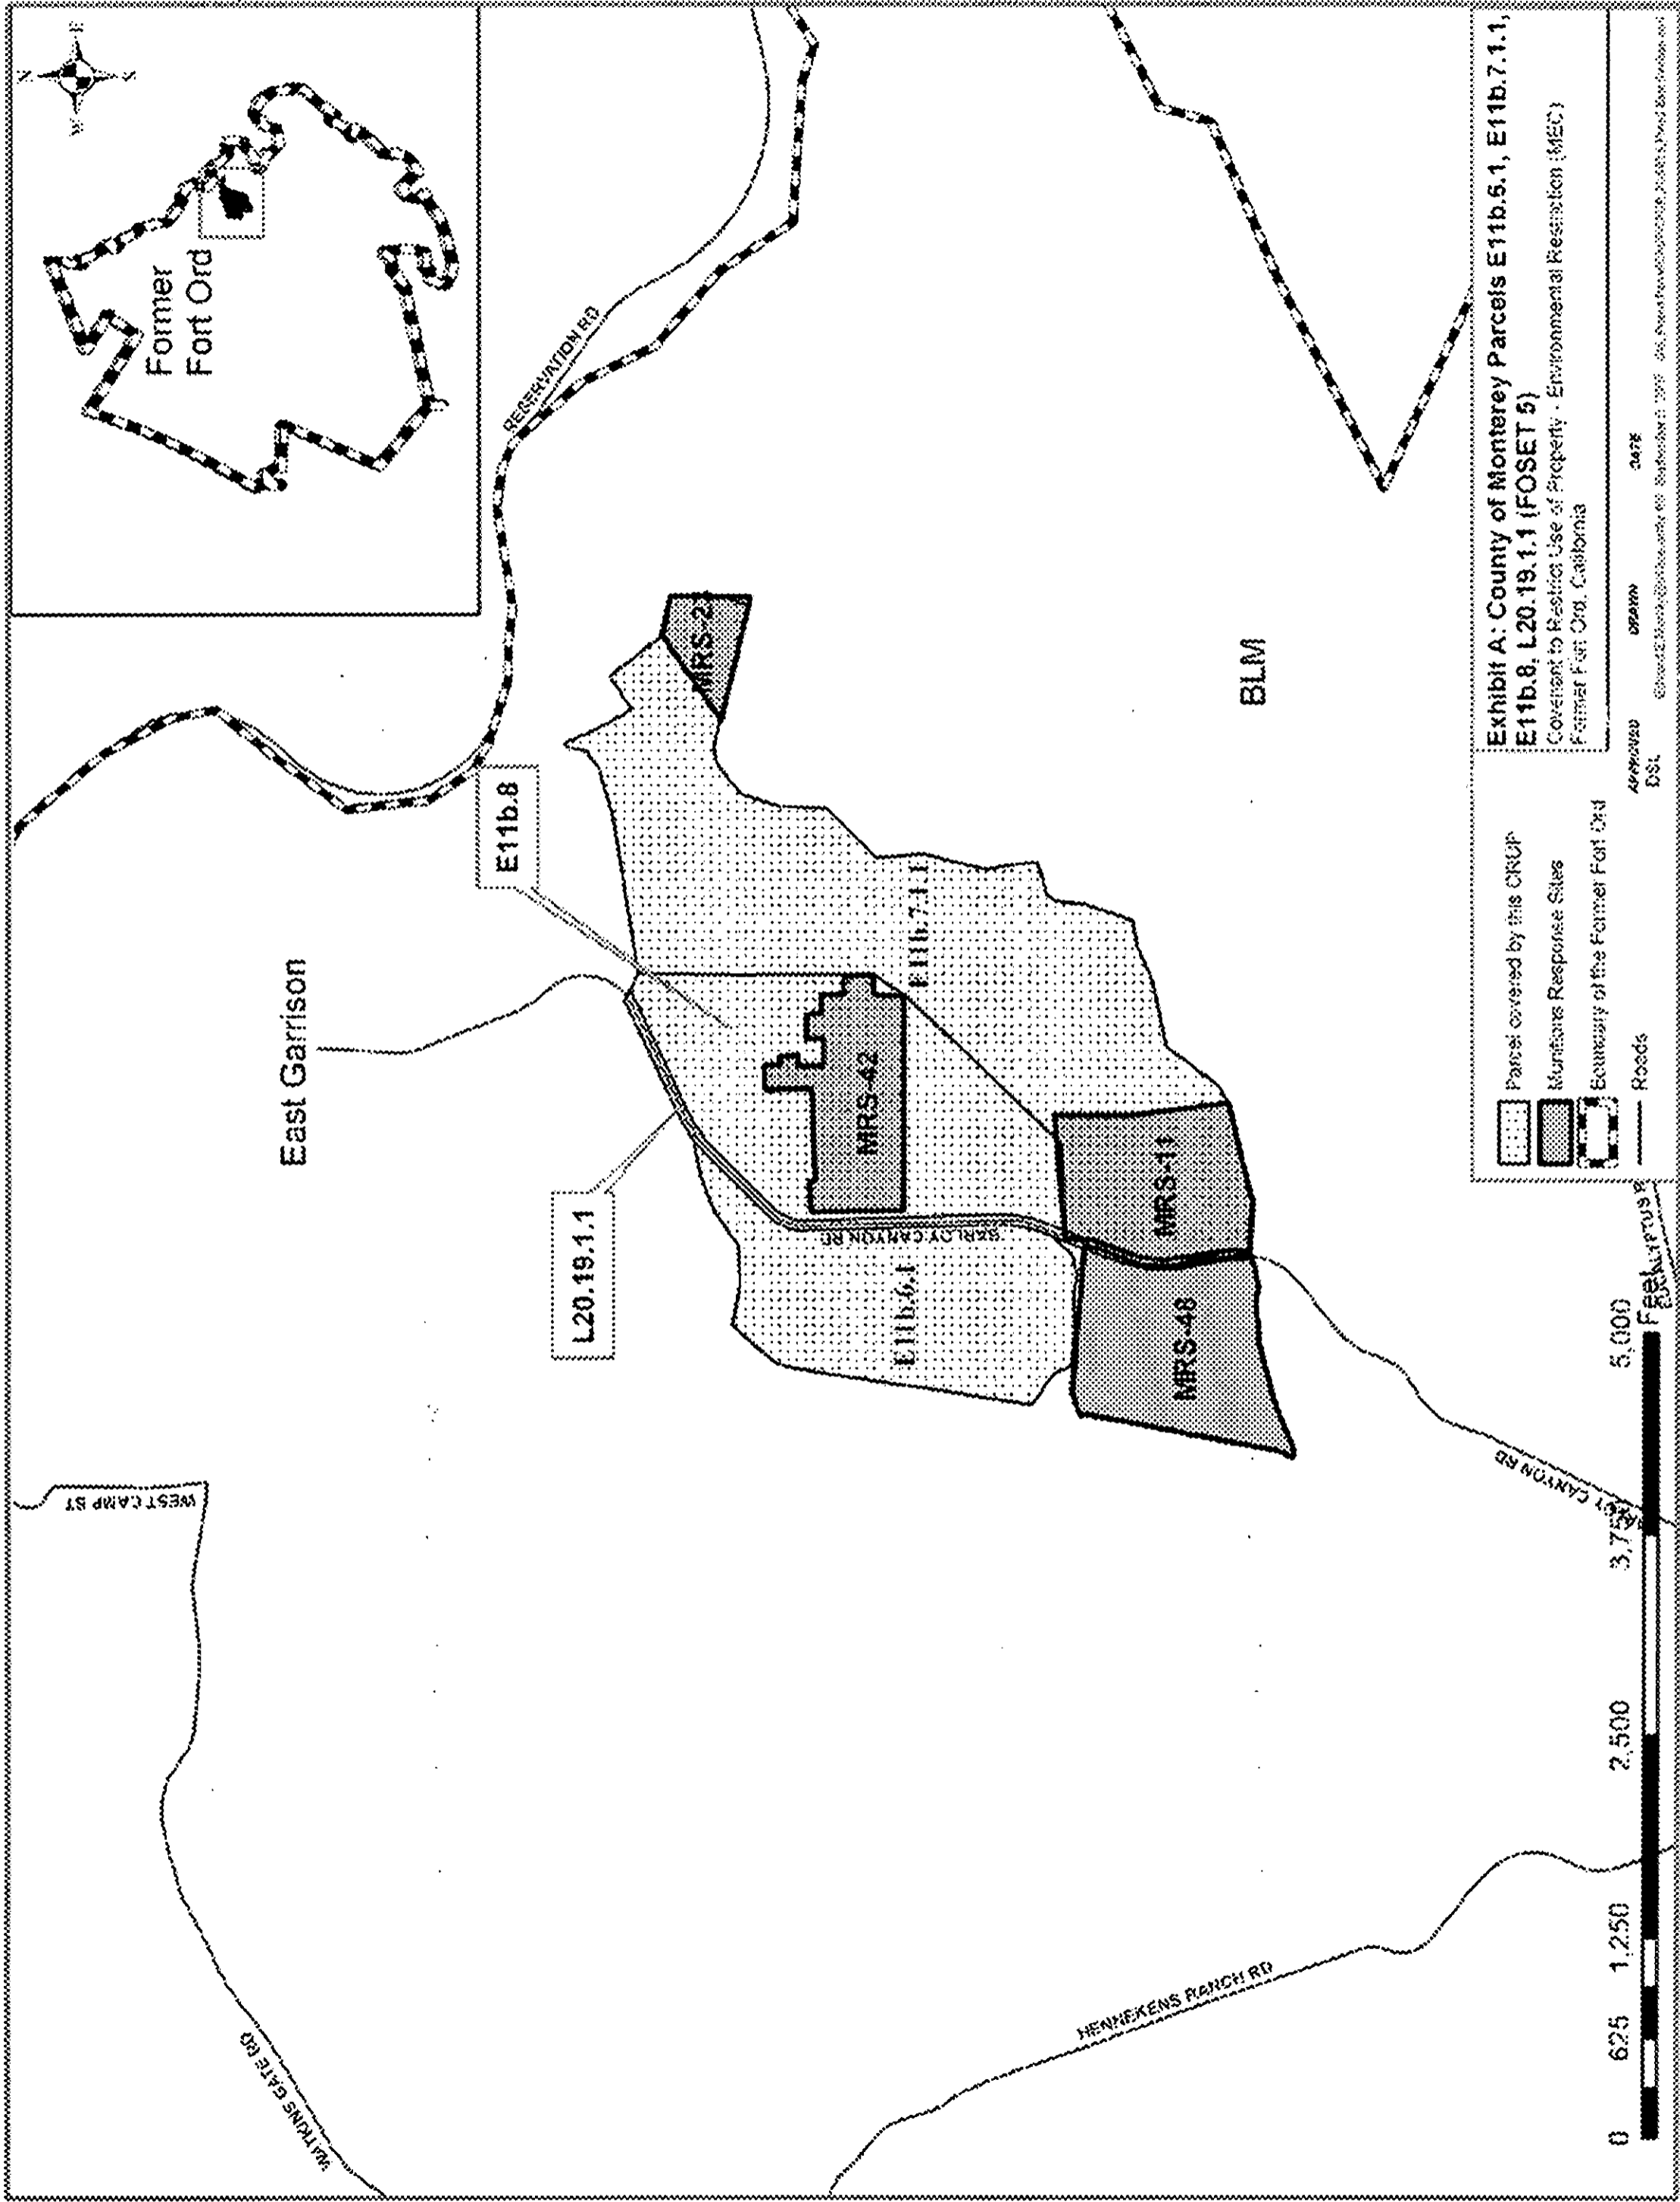 N
W
E
S
Former
Fort Ord
RESERVATION RD
East Garrison
E11b.8
L20.19.1.1
WEST CAMP ST
WATKINS GATE RD
MRS-42
E11b.7.1.1
BARLOY CANYON RD
E11b.6.1
MRS-11
MRS-48
BLM
HENNEKENS RANCH RD
CANYON RD
0 625 1,250 2,500 5,000
Feet
Parcel covered by this CRUP
Munitions Response Sites
Boundary of the Former Fort Ord
Roads
Exhibit A: County of Monterey Parcels E11b.6.1, E11b.7.1.1,
E11b.8, L20.19.1.1 (FOSET 5)
Covenant to Restrict Use of Property - Environmental Restriction (MEC)
Former Fort Ord, California
APPROVED DRAWN DATE
DSL